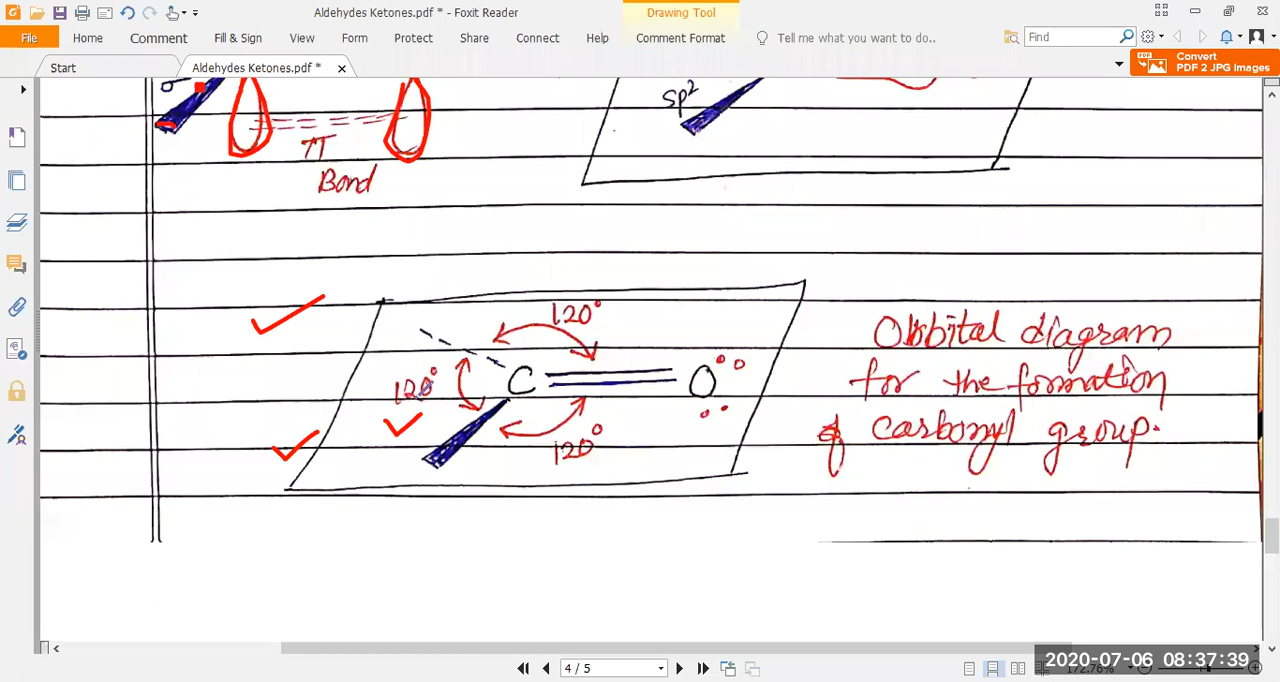 Aldehydes Ketones.pdf * - Foxit Reader
Drawing Tool
File Home Comment Fill & Sign View Form Protect Share Connect Help Comment Format Tell me what you want to do.. Find
Start Aldehydes Ketones.pdf *
Convert
PDF 2 JPG Images
σ
SP²
π
Bond
120°
120° C O
120°
Orbital diagram
for the formation
of carbonyl group.
4 / 5
172.76%
2020-07-06 08:37:39